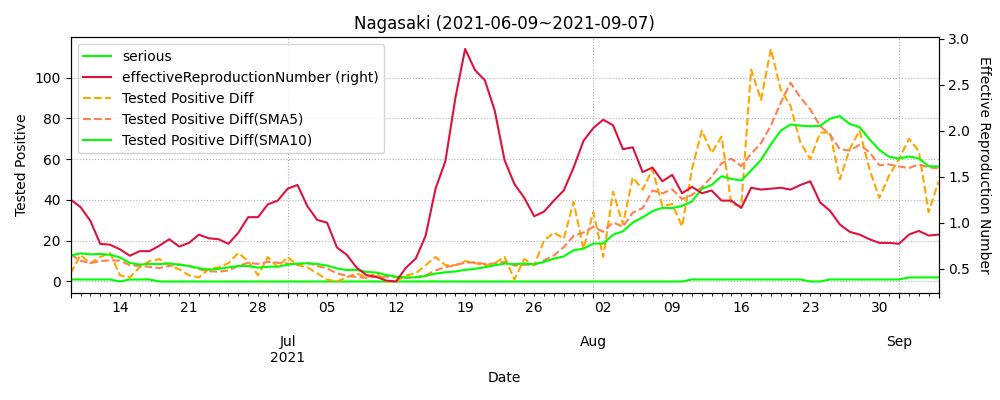 Nagasaki (2021-06-09~2021-09-07)
serious
effectiveReproductionNumber (right)
Tested Positive Diff
Tested Positive Diff(SMA5)
Tested Positive Diff(SMA10)
Tested Positive
0
20
40
60
80
100
Effective Reproduction Number
0.5
1.0
1.5
2.0
2.5
3.0
14 21 28 05 12 19 26 02 09 16 23 30
Jul Aug Sep
2021
Date